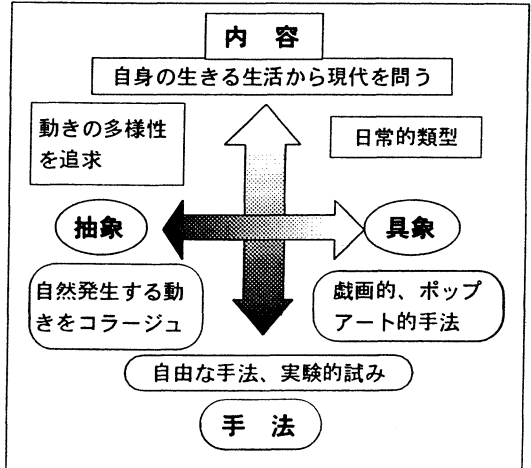 内 容
自身の生きる生活から現代を問う
動きの多様性
を追求
日常的類型
抽象
具象
自然発生する動
きをコラージュ
戯画的、ポップ
アート的手法
自由な手法、実験的試み
手 法